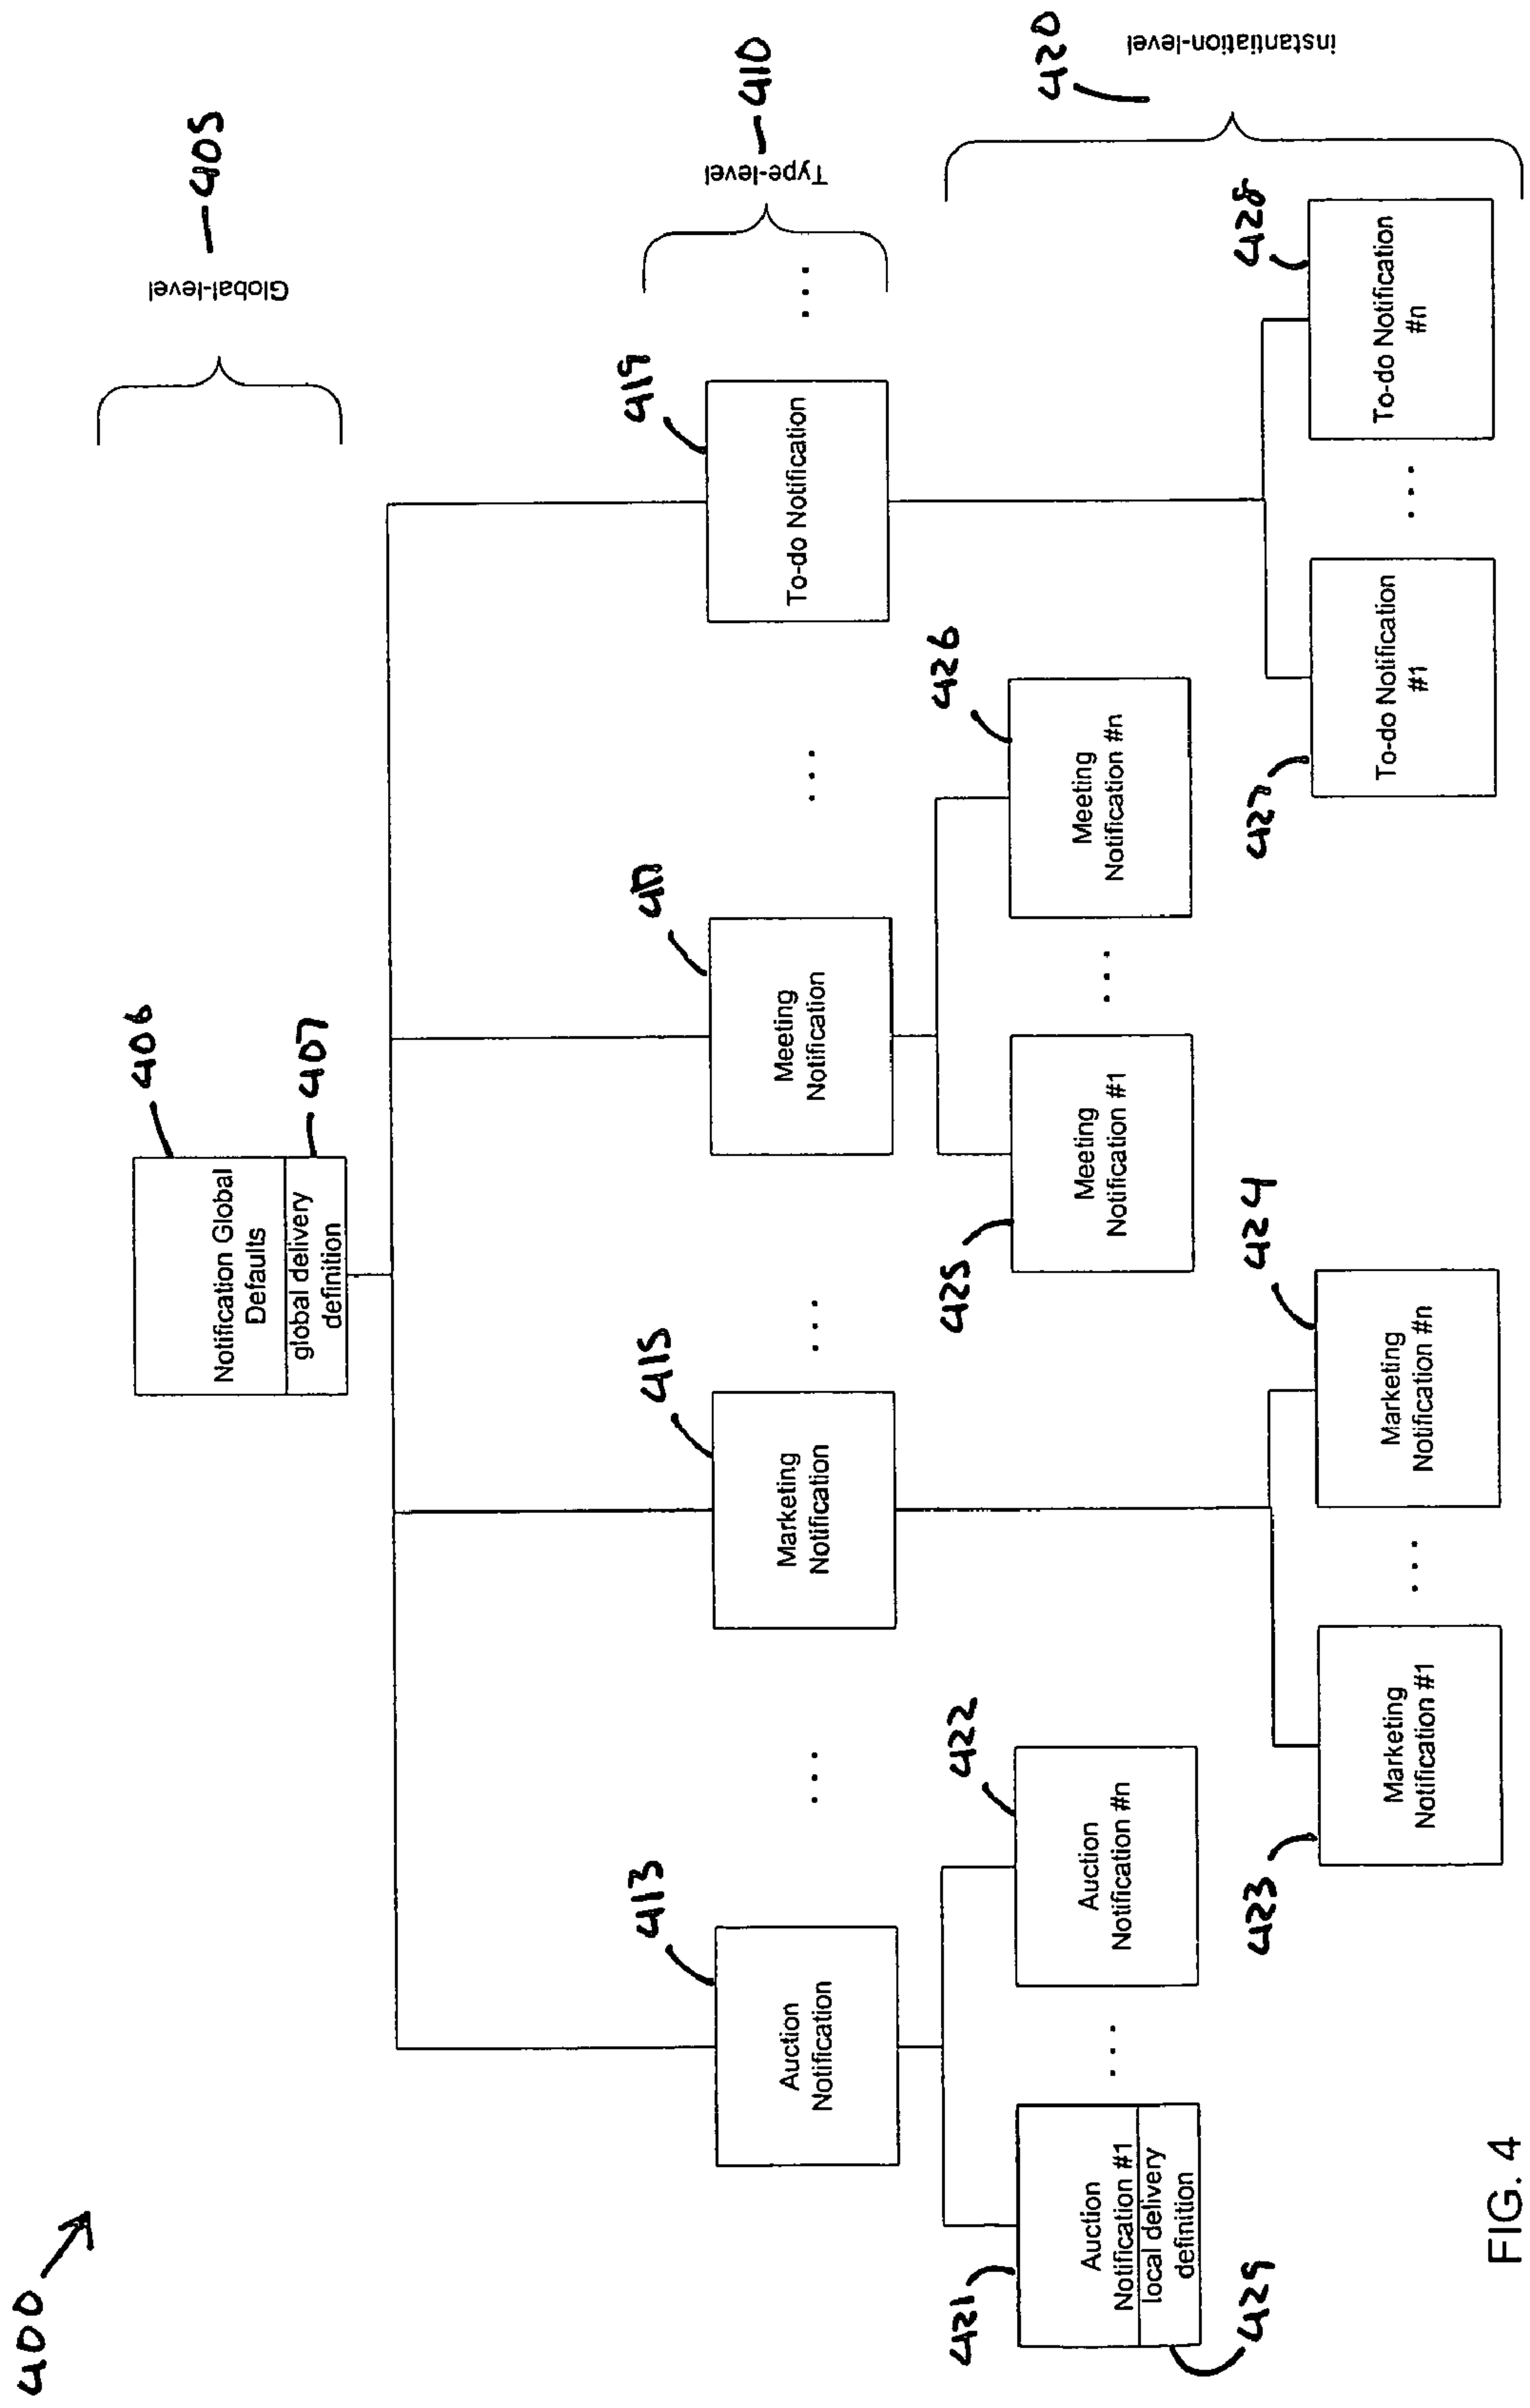 400
406
Notification Global
Defaults
global delivery
definition
407
Global-level
405
413
Auction
Notification
...
415
Marketing
Notification
...
417
Meeting
Notification
...
419
To-do Notification
...
Type-level
410
421
Auction
Notification #1
local delivery
definition
429
...
422
Auction
Notification #n
425
Meeting
Notification #1
...
426
Meeting
Notification #n
423
Marketing
Notification #1
...
424
Marketing
Notification #n
427
To-do Notification
#1
...
428
To-do Notification
#n
instantiation-level
420
FIG. 4